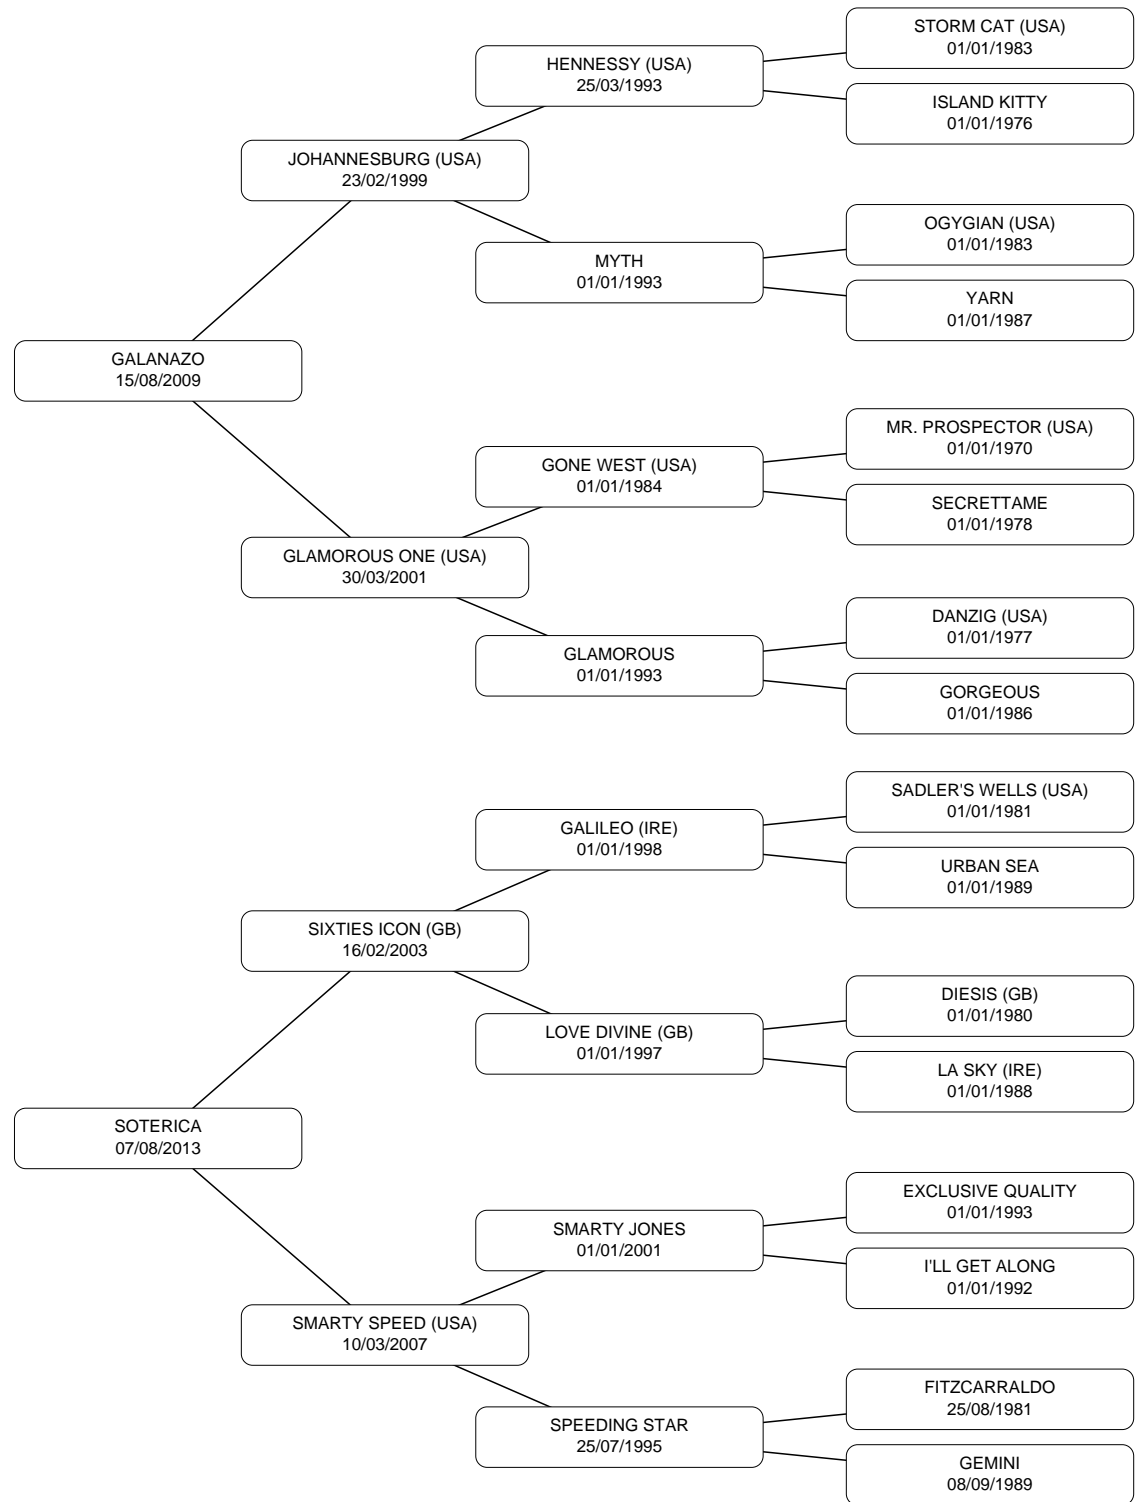 STORM CAT (USA)
01/01/1983
HENNESSY (USA)
25/03/1993
ISLAND KITTY
01/01/1976
JOHANNESBURG (USA)
23/02/1999
OGYGIAN (USA)
01/01/1983
MYTH
01/01/1993
YARN
01/01/1987
GALANAZO
15/08/2009
MR. PROSPECTOR (USA)
01/01/1970
GONE WEST (USA)
01/01/1984
SECRETTAME
01/01/1978
GLAMOROUS ONE (USA)
30/03/2001
DANZIG (USA)
01/01/1977
GLAMOROUS
01/01/1993
GORGEOUS
01/01/1986
SADLER'S WELLS (USA)
01/01/1981
GALILEO (IRE)
01/01/1998
URBAN SEA
01/01/1989
SIXTIES ICON (GB)
16/02/2003
DIESIS (GB)
01/01/1980
LOVE DIVINE (GB)
01/01/1997
LA SKY (IRE)
01/01/1988
SOTERICA
07/08/2013
EXCLUSIVE QUALITY
01/01/1993
SMARTY JONES
01/01/2001
I'LL GET ALONG
01/01/1992
SMARTY SPEED (USA)
10/03/2007
FITZCARRALDO
25/08/1981
SPEEDING STAR
25/07/1995
GEMINI
08/09/1989